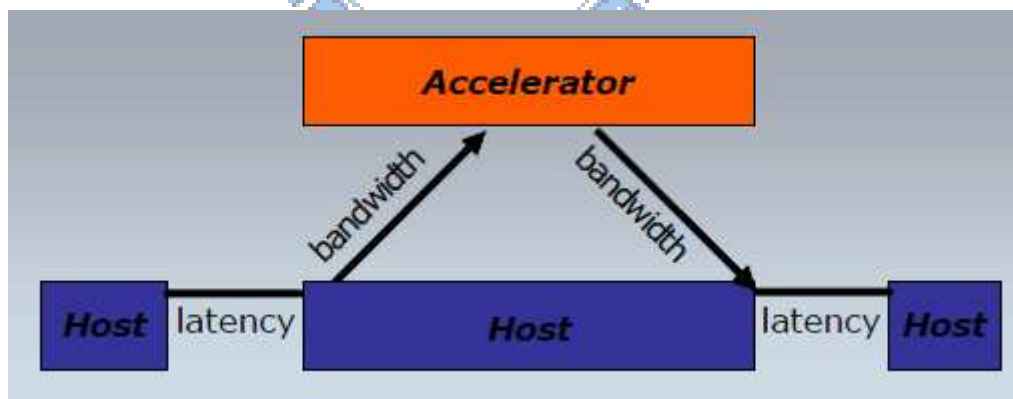 Accelerator
bandwidth
bandwidth
Host
latency
Host
latency
Host